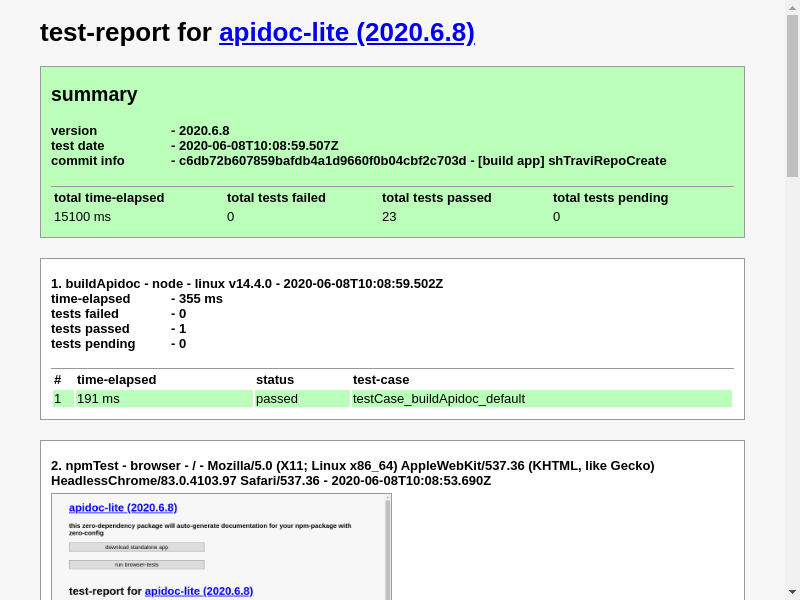 test-report for apidoc-lite (2020.6.8)
summary
version - 2020.6.8
test date - 2020-06-08T10:08:59.507Z
commit info - c6db72b607859bafdb4a1d9660f0b04cbf2c703d - [build app] shTraviRepoCreate
total time-elapsed total tests failed total tests passed total tests pending
15100 ms 0 23 0
1. buildApidoc - node - linux v14.4.0 - 2020-06-08T10:08:59.502Z
time-elapsed - 355 ms
tests failed - 0
tests passed - 1
tests pending - 0
# time-elapsed status test-case
1 191 ms passed testCase_buildApidoc_default
2. npmTest - browser - / - Mozilla/5.0 (X11; Linux x86_64) AppleWebKit/537.36 (KHTML, like Gecko)
HeadlessChrome/83.0.4103.97 Safari/537.36 - 2020-06-08T10:08:53.690Z
apidoc-lite (2020.6.8)
this zero-dependency package will auto-generate documentation for your npm-package with
zero-config
download standalone app
run browser-tests
test-report for apidoc-lite (2020.6.8)